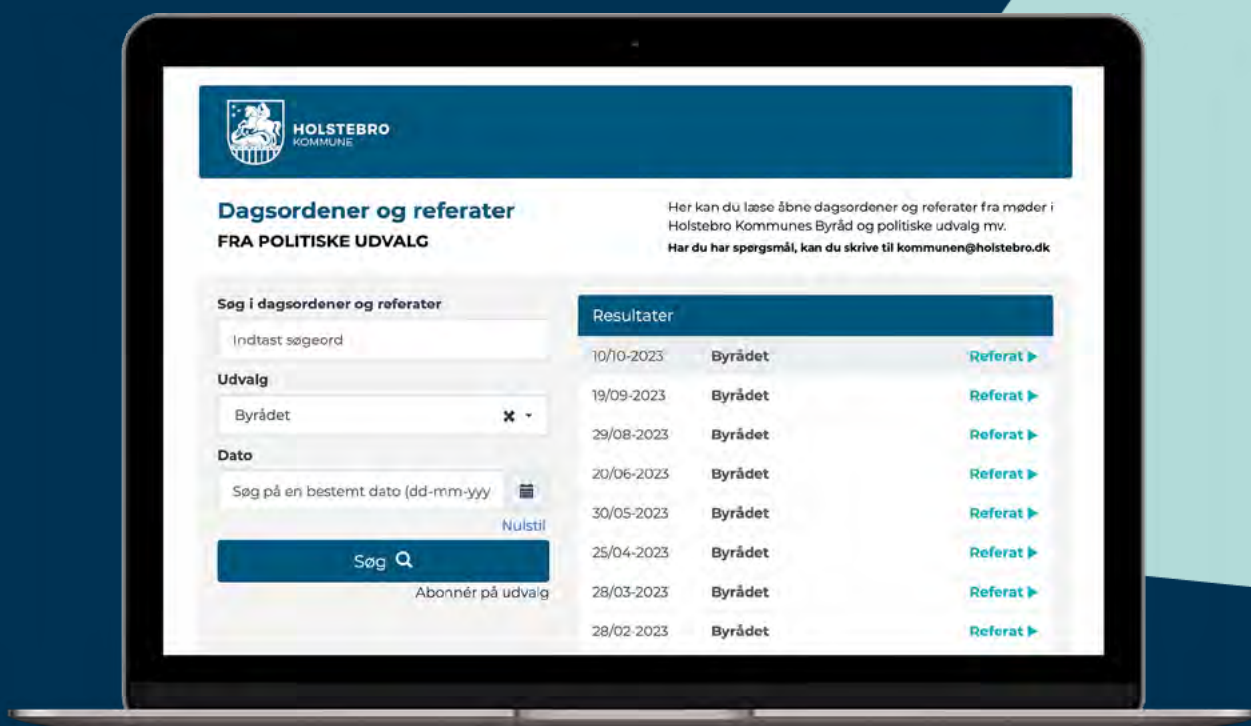 HOLSTEBRO
KOMMUNE
Dagsordener og referater
FRA POLITISKE UDVALG
Her kan du læse åbne dagsordener og referater fra møder i
Holstebro Kommunes Byråd og politiske udvalg mv.
Har du har spørgsmål, kan du skrive til kommunen@holstebro.dk
Søg i dagsordener og referater
Indtast søgeord
Udvalg
Byrådet
Dato
Søg på en bestemt dato (dd-mm-yyy
Nulstil
Søg
Abonnér på udvalg
Resultater
10/10-2023 Byrådet Referat
19/09-2023 Byrådet Referat
29/08-2023 Byrådet Referat
20/06-2023 Byrådet Referat
30/05-2023 Byrådet Referat
25/04-2023 Byrådet Referat
28/03-2023 Byrådet Referat
28/02-2023 Byrådet Referat